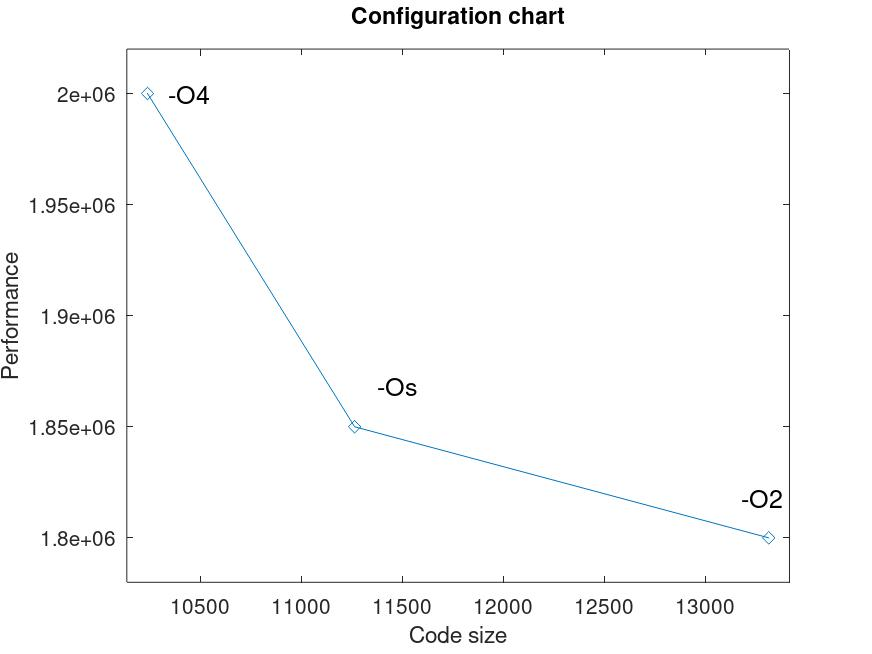 Configuration chart
2e+06
-O4
1.95e+06
1.9e+06
Performance
-Os
1.85e+06
-O2
1.8e+06
10500 11000 11500 12000 12500 13000
Code size